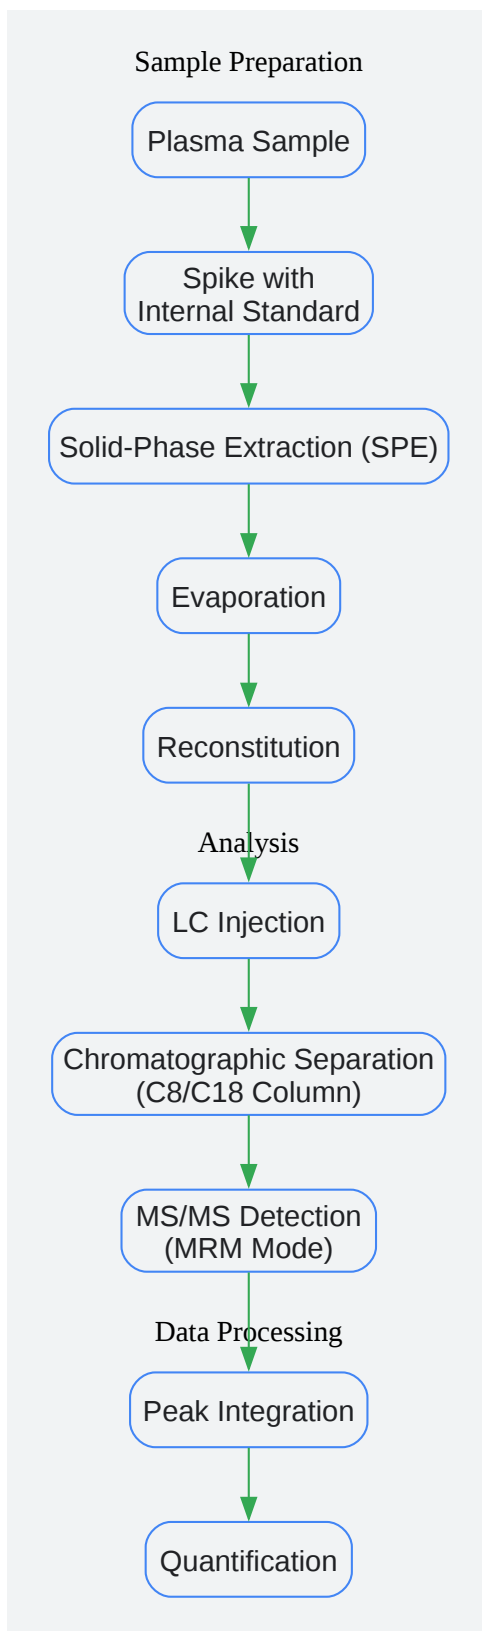 Sample Preparation
Plasma Sample
Spike with
Internal Standard
Solid-Phase Extraction (SPE)
Evaporation
Reconstitution
Analysis
LC Injection
Chromatographic Separation
(C8/C18 Column)
MS/MS Detection
(MRM Mode)
Data Processing
Peak Integration
Quantification